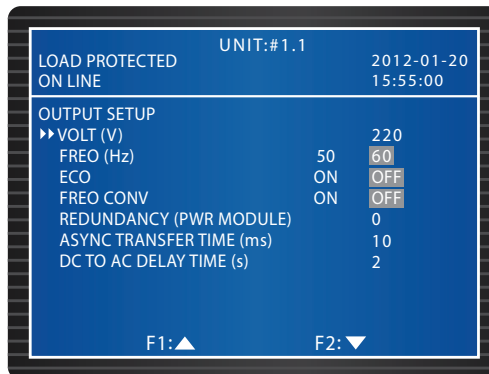 UNIT:#1.1
LOAD PROTECTED 2012-01-20
ON LINE 15:55:00
OUTPUT SETUP
VOLT (V) 220
FREO (Hz) 50 60
ECO ON OFF
FREO CONV ON OFF
REDUNDANCY (PWR MODULE) 0
ASYNC TRANSFER TIME (ms) 10
DC TO AC DELAY TIME (s) 2
F1: F2: